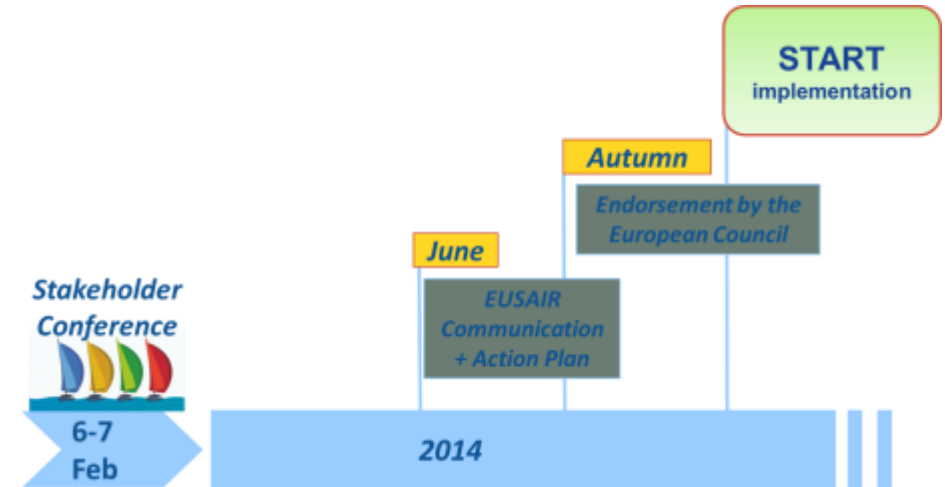 START
implementation
Autumn
Endorsement by the
European Council
June
EUSAIR
Communication
+ Action Plan
Stakeholder
Conference
6-7
Feb
2014